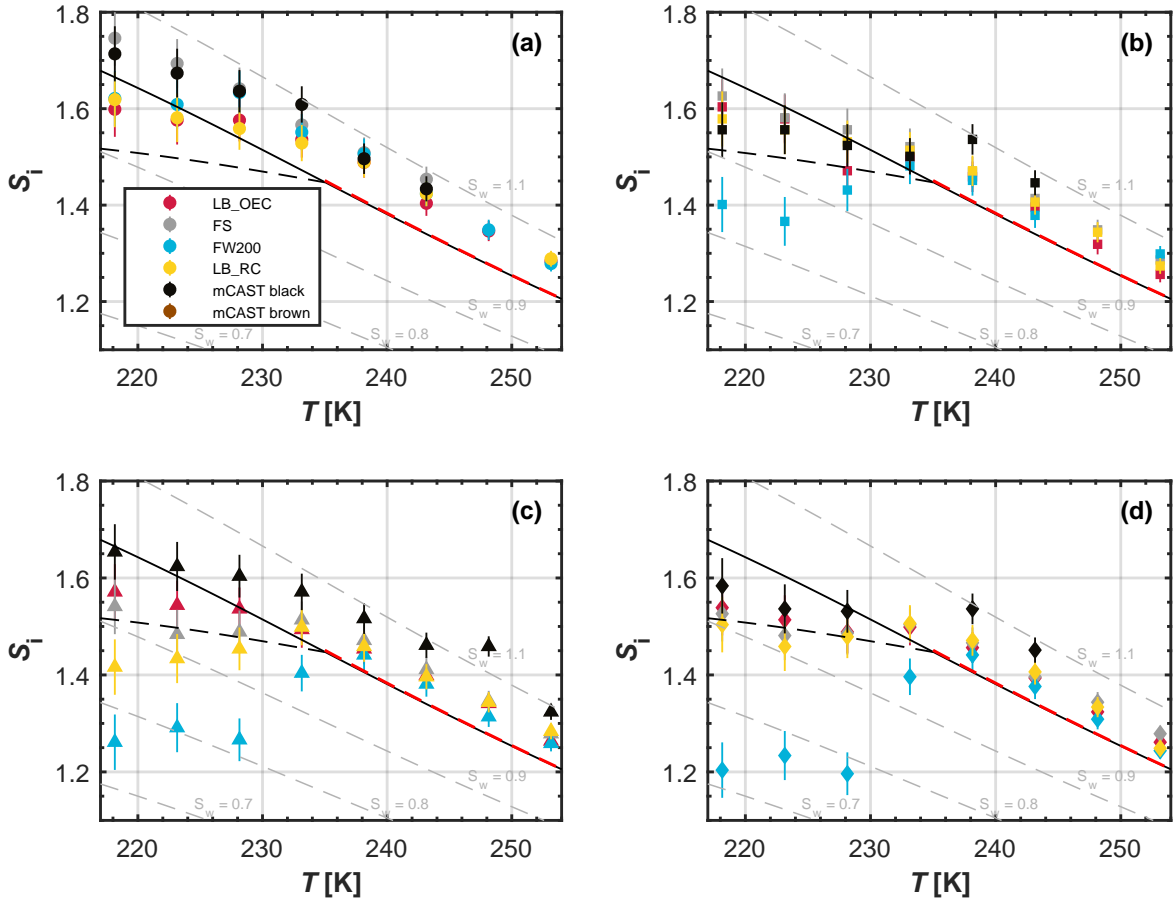 (a)
1.8
1.6
1.4
1.2
S_i
S_w = 1.1
S_w = 0.9
S_w = 0.8
S_w = 0.7
LB_OEC
FS
FW200
LB_RC
mCAST black
mCAST brown
220 230 240 250
T [K]
(b)
1.8
1.6
1.4
1.2
S_i
S_w = 1.1
S_w = 0.9
S_w = 0.8
S_w = 0.7
220 230 240 250
T [K]
(c)
1.8
1.6
1.4
1.2
S_i
S_w = 1.1
S_w = 0.9
S_w = 0.8
S_w = 0.7
220 230 240 250
T [K]
(d)
1.8
1.6
1.4
1.2
S_i
S_w = 1.1
S_w = 0.9
S_w = 0.8
S_w = 0.7
220 230 240 250
T [K]